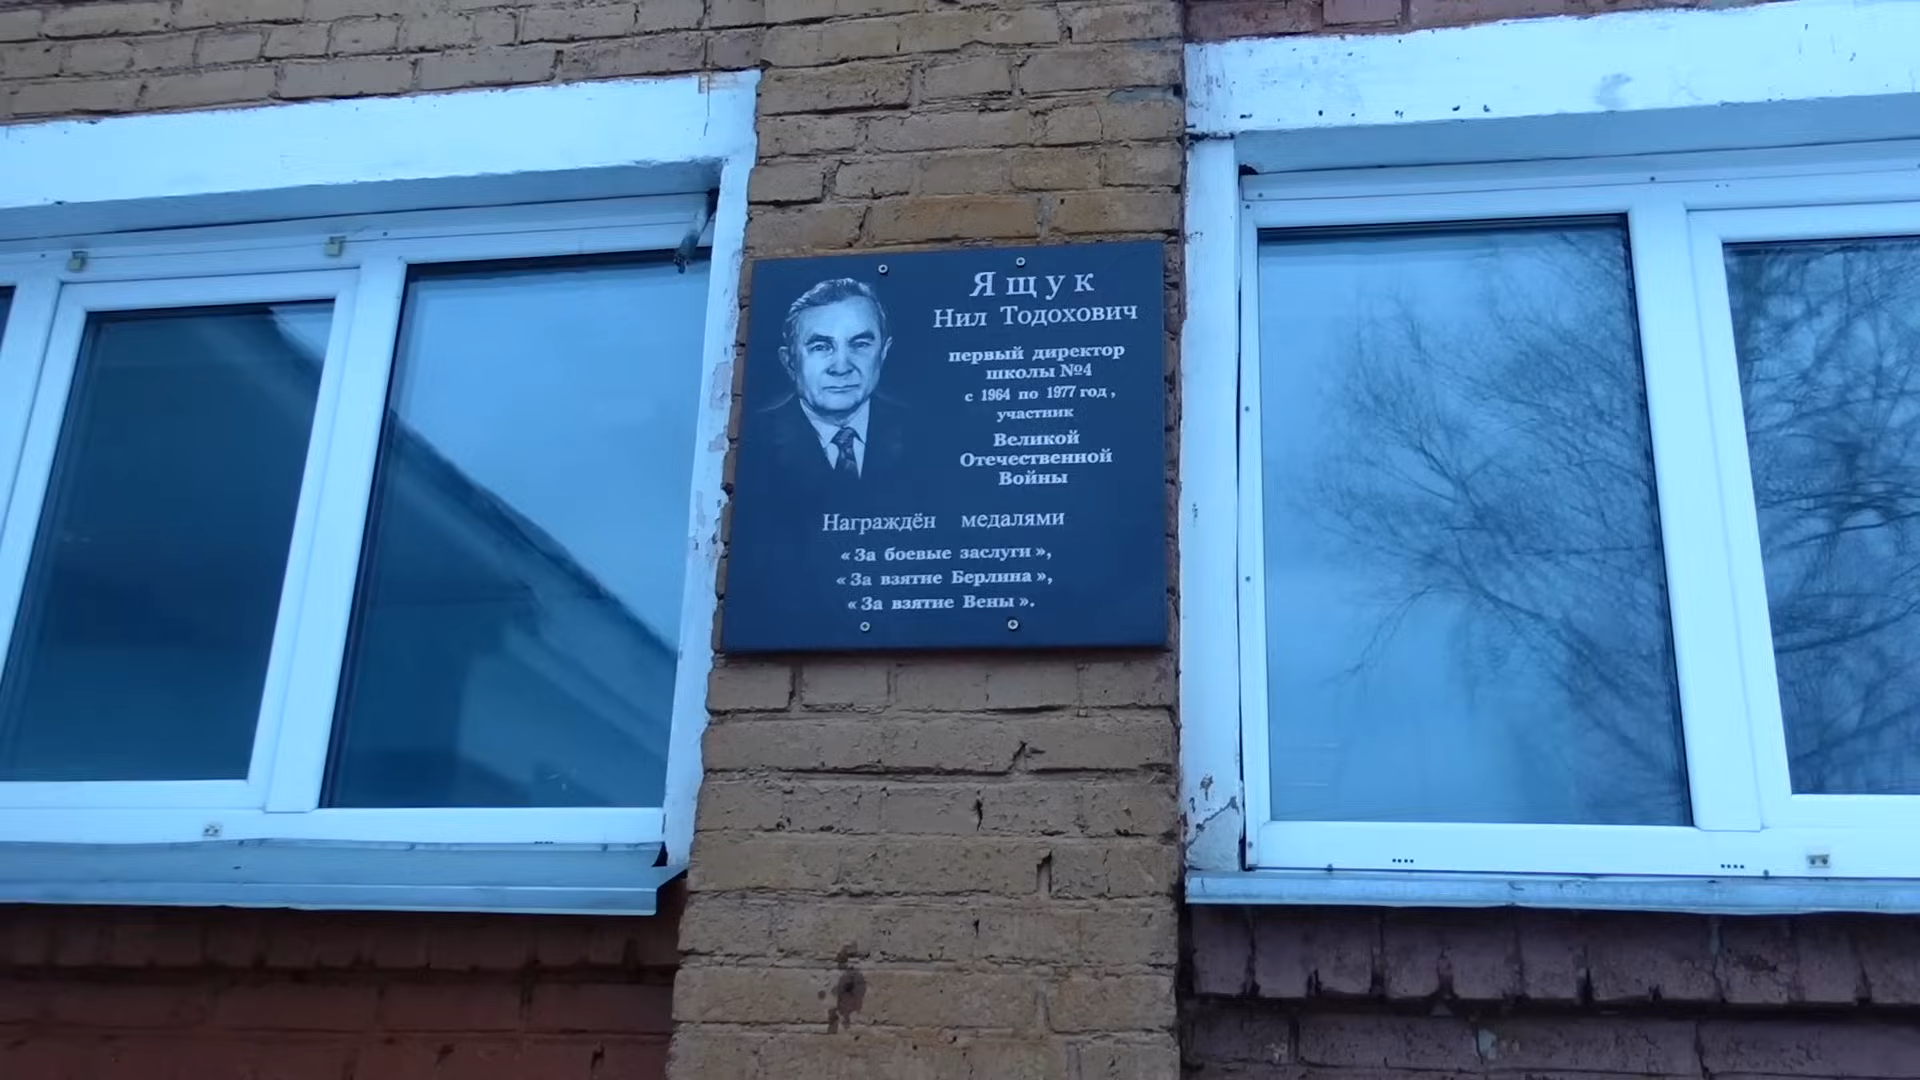 Ящук
Нил Тодохович
первый директор
школы №4
с 1964 по 1977 год,
участник
Великой
Отечественной
Войны
Награждён медалями
«За боевые заслуги»,
«За взятие Берлина»,
«За взятие Вены».